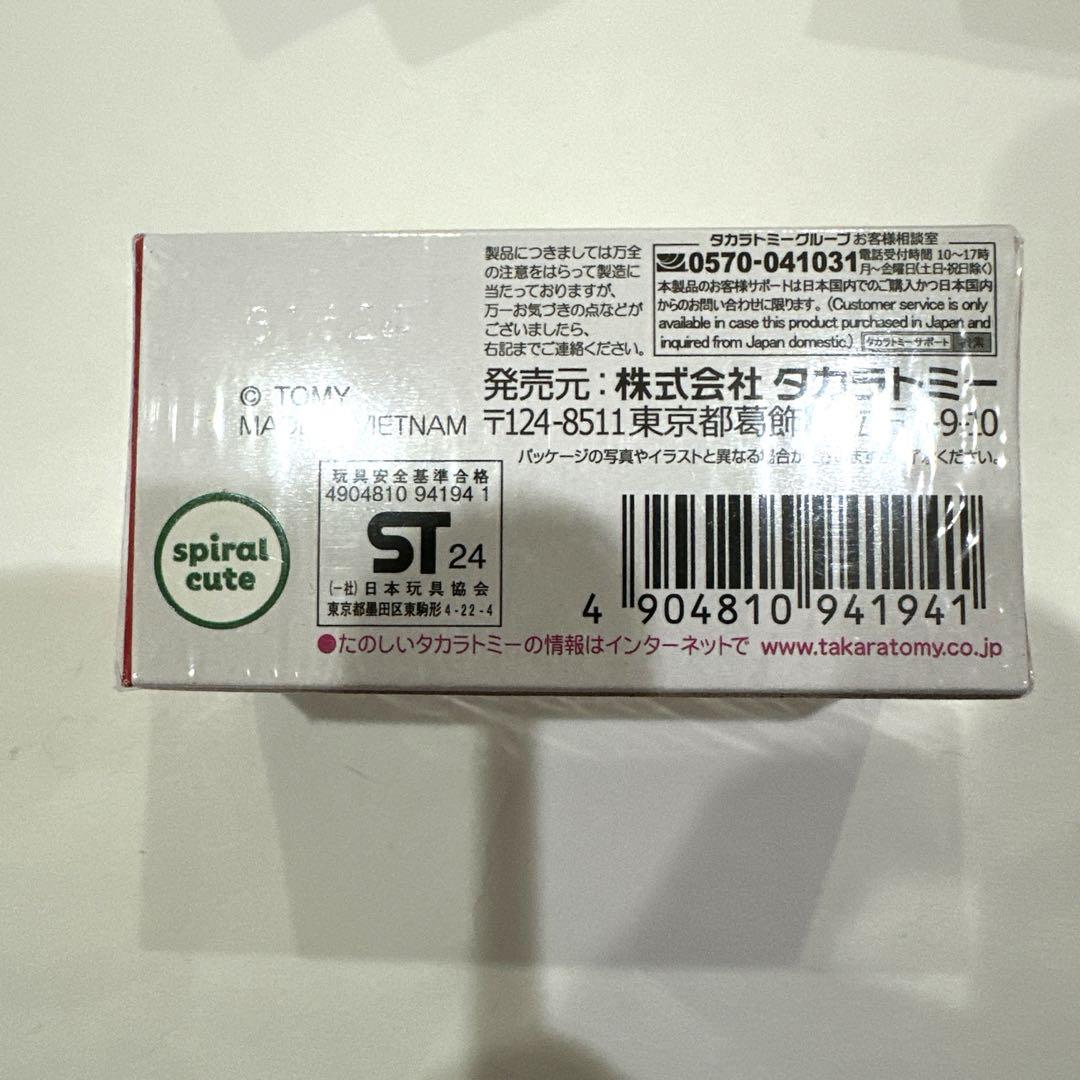 製品につきましては万全
の注意をはらって製造に
当たっておりますが、
万一お気づきの点などが
ございましたら、
右記までご連絡ください。
タカラトミーグループお客様相談室
0570-041031 電話受付時間 10〜17時
月〜金曜日(土日・祝日除く)
本製品のお客様サポートは日本国内でのご購入かつ日本国内
からのお問い合わせに限ります。(Customer service is only
available in case this product purchased in Japan and
inquired from Japan domestic.) タカラトミーサポート 検索
発売元：株式会社 タカラトミー
〒124-8511 東京都葛飾 9-10
パッケージの写真やイラストと異なる場合が ください。
© TOMY
VIETNAM
玩具安全基準合格
4904810 94194 1
ST 24
(一社)日本玩具協会
東京都墨田区東駒形4-22-4
spiral
cute
4 904810 941941
●たのしいタカラトミーの情報はインターネットで www.takaratomy.co.jp